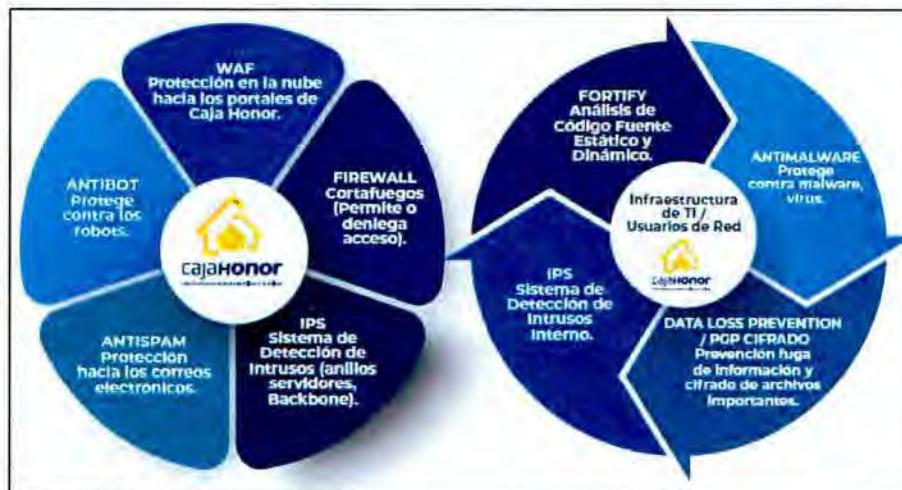 WAF
Protección en la nube
hacia los portales de
Caja Honor.
FIREWALL
Cortafuegos
(Permite o
deniega
acceso).
IPS
Sistema de
Detección de
Intrusos (anillos
servidores,
Backbone).
ANTISPAM
Protección
hacia los correos
electrónicos.
ANTIBOT
Protege
contra los
robots.
cajaHonor
FORTIFY
Análisis de
Código Fuente
Estático y
Dinámico.
ANTIMALWARE
Protege
contra malware,
virus.
DATA LOSS PREVENTION
/ PGP CIFRADO
Prevención fuga
de información y
cifrado de archivos
importantes.
IPS
Sistema de
Detección de
Intrusos
Interno.
Infraestructura
de TI /
Usuarios de Red
cajaHonor